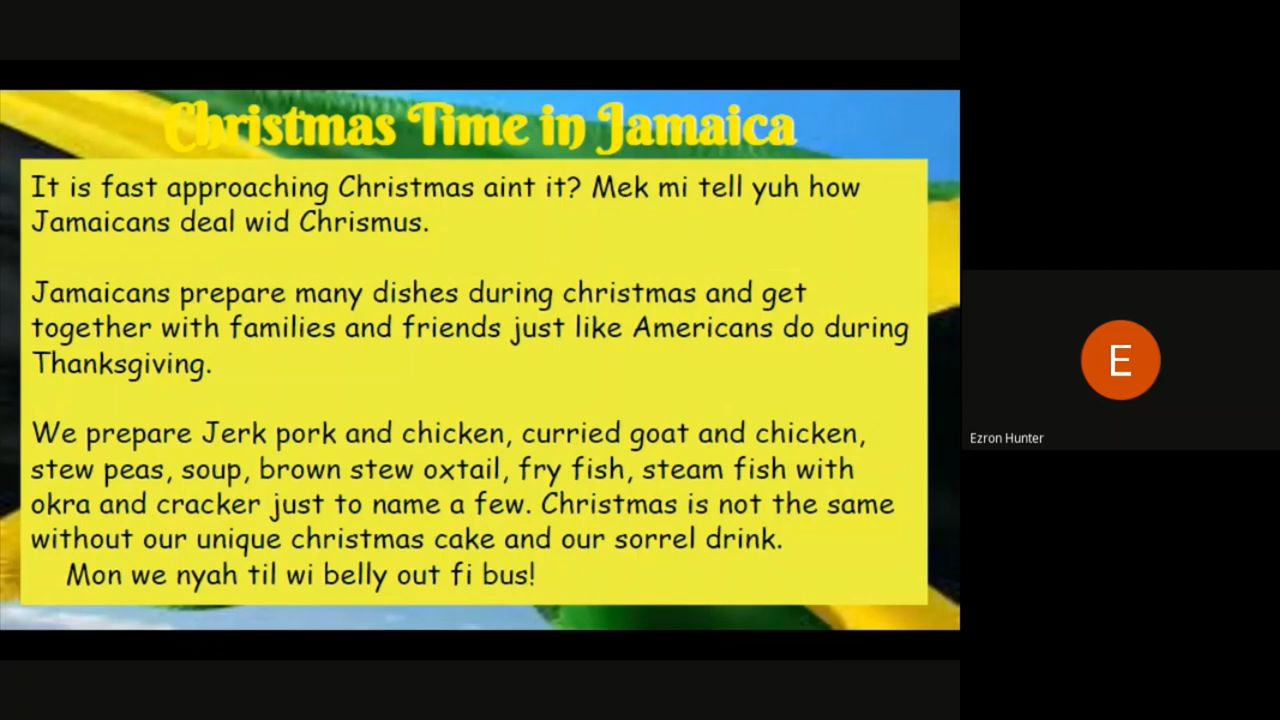 Christmas Time in Jamaica
It is fast approaching Christmas aint it? Mek mi tell yuh how
Jamaicans deal wid Chrismus.
Jamaicans prepare many dishes during christmas and get
together with families and friends just like Americans do during
Thanksgiving.
We prepare Jerk pork and chicken, curried goat and chicken,
stew peas, soup, brown stew oxtail, fry fish, steam fish with
okra and cracker just to name a few. Christmas is not the same
without our unique christmas cake and our sorrel drink.
Mon we nyah til wi belly out fi bus!
E
Ezron Hunter